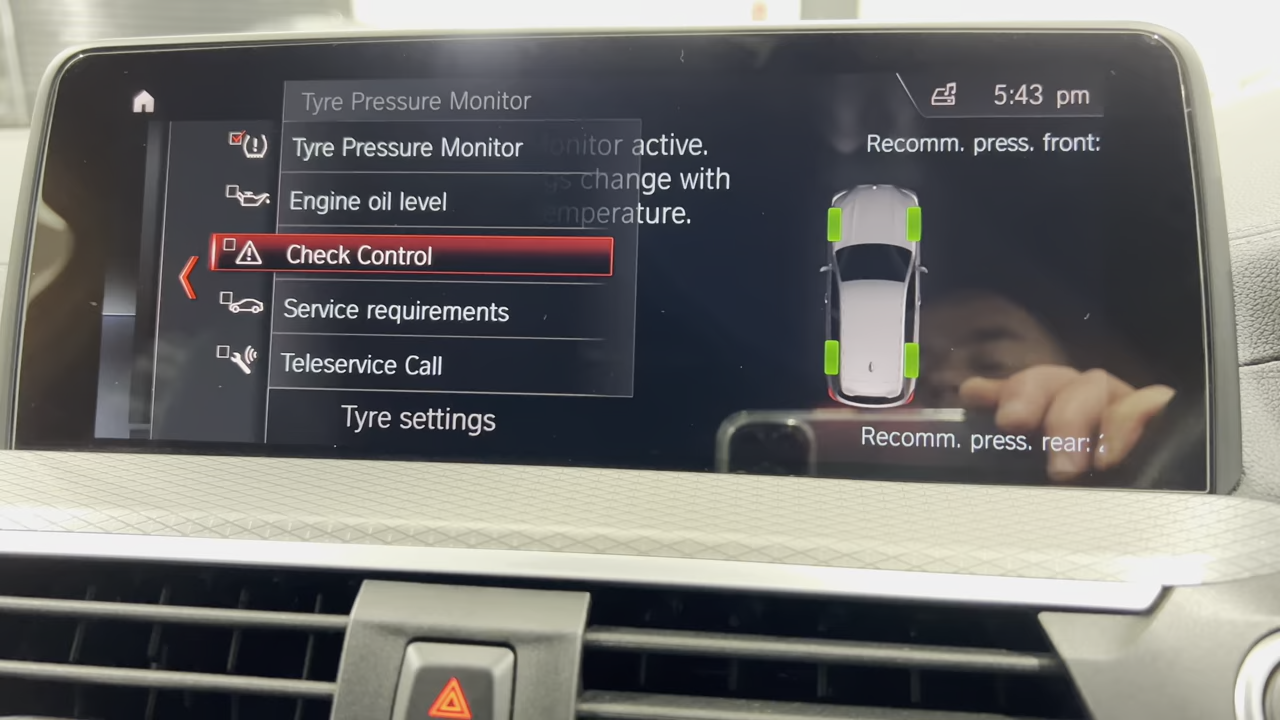 Tyre Pressure Monitor
5:43 pm
Tyre Pressure Monitor
Engine oil level
Check Control
Service requirements
Teleservice Call
Tyre settings
onitor active.
gs change with
emperature.
Recomm. press. front:
Recomm. press. rear: